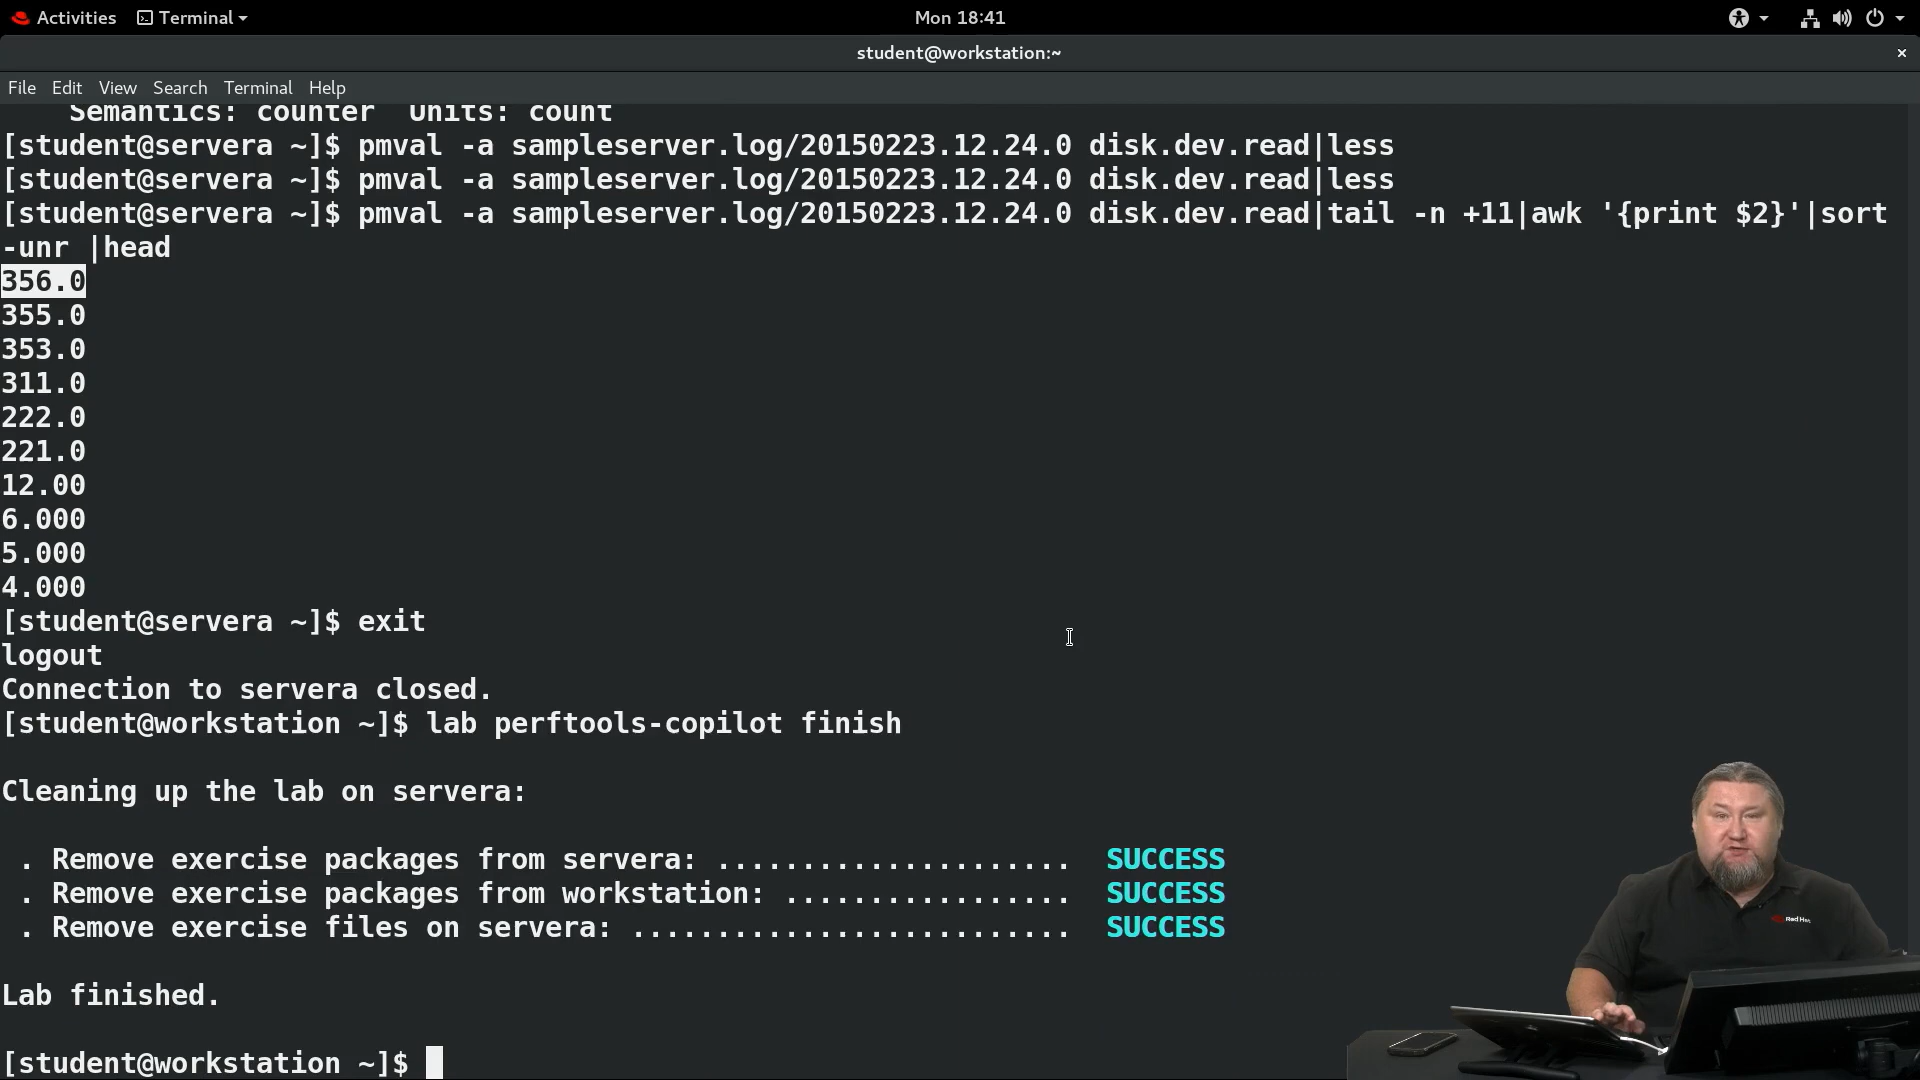 Activities Terminal Mon 18:41
student@workstation:~ ×
File Edit View Search Terminal Help
Semantics: counter  Units: count
[student@servera ~]$ pmval -a sampleserver.log/20150223.12.24.0 disk.dev.read|less
[student@servera ~]$ pmval -a sampleserver.log/20150223.12.24.0 disk.dev.read|less
[student@servera ~]$ pmval -a sampleserver.log/20150223.12.24.0 disk.dev.read|tail -n +11|awk '{print $2}'|sort
-unr |head
356.0
355.0
353.0
311.0
222.0
221.0
12.00
6.000
5.000
4.000
[student@servera ~]$ exit
logout
Connection to servera closed.
[student@workstation ~]$ lab perftools-copilot finish
Cleaning up the lab on servera:
. Remove exercise packages from servera: ..................... SUCCESS
. Remove exercise packages from workstation: ................. SUCCESS
. Remove exercise files on servera: .......................... SUCCESS
Lab finished.
[student@workstation ~]$
Red Hat